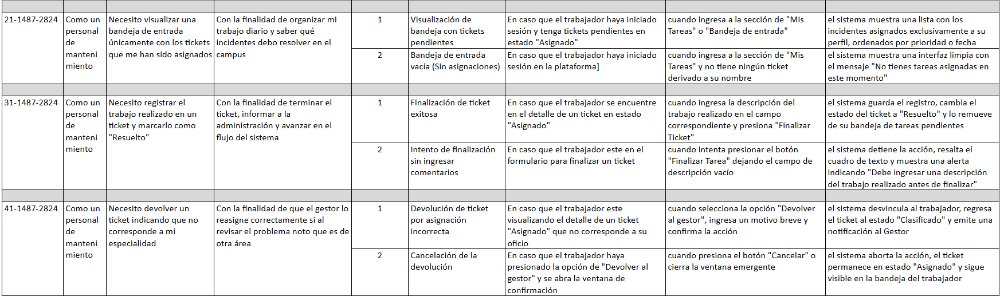 21-1487-2824
Como un
personal
de
manteni
miento
Necesito visualizar una
bandeja de entrada
únicamente con los tickets
que me han sido asignados
Con la finalidad de organizar mi
trabajo diario y saber qué
incidentes debo resolver en el
campus
1
Visualización de
bandeja con tickets
pendientes
En caso que el trabajador haya iniciado
sesión y tenga tickets pendientes en
estado "Asignado"
cuando ingresa a la sección de "Mis
Tareas" o "Bandeja de entrada"
el sistema muestra una lista con los
incidentes asignados exclusivamente a su
perfil, ordenados por prioridad o fecha
2
Bandeja de entrada
vacía (Sin asignaciones)
En caso que el trabajador haya iniciado
sesión en la plataforma]
cuando ingresa a la sección de "Mis
Tareas" y no tiene ningún ticket
derivado a su nombre
el sistema muestra una interfaz limpia con
el mensaje "No tienes tareas asignadas en
este momento"
31-1487-2824
Como un
personal
de
manteni
miento
Necesito registrar el
trabajo realizado en un
ticket y marcarlo como
"Resuelto"
Con la finalidad de terminar el
ticket, informar a la
administración y avanzar en el
flujo del sistema
1
Finalización de ticket
exitosa
En caso que el trabajador se encuentre
en el detalle de un ticket en estado
"Asignado"
cuando ingresa la descripción del
trabajo realizado en el campo
correspondiente y presiona "Finalizar
Ticket"
el sistema guarda el registro, cambia el
estado del ticket a "Resuelto" y lo remueve
de su bandeja de tareas pendientes
2
Intento de finalización
sin ingresar
comentarios
En caso que el trabajador este en el
formulario para finalizar un ticket
cuando intenta presionar el botón
"Finalizar Tarea" dejando el campo de
descripción vacío
el sistema detiene la acción, resalta el
cuadro de texto y muestra una alerta
indicando "Debe ingresar una descripción
del trabajo realizado antes de finalizar"
41-1487-2824
Como un
personal
de
manteni
miento
Necesito devolver un
ticket indicando que no
corresponde a mi
especialidad
Con la finalidad de que el gestor lo
reasigne correctamente si al
revisar el problema noto que es de
otra área
1
Devolución de ticket
por asignación
incorrecta
En caso que el trabajador este
visualizando el detalle de un ticket
"Asignado" que no corresponde a su
oficio
cuando selecciona la opción "Devolver
al gestor", ingresa un motivo breve y
confirma la acción
el sistema desvincula al trabajador, regresa
el ticket al estado "Clasificado" y emite una
notificación al Gestor
2
Cancelación de la
devolución
En caso que el trabajador haya
presionado la opción de "Devolver al
gestor" y se abra la ventana de
confirmación
cuando presiona el botón "Cancelar" o
cierra la ventana emergente
el sistema aborta la acción, el ticket
permanece en estado "Asignado" y sigue
visible en la bandeja del trabajador